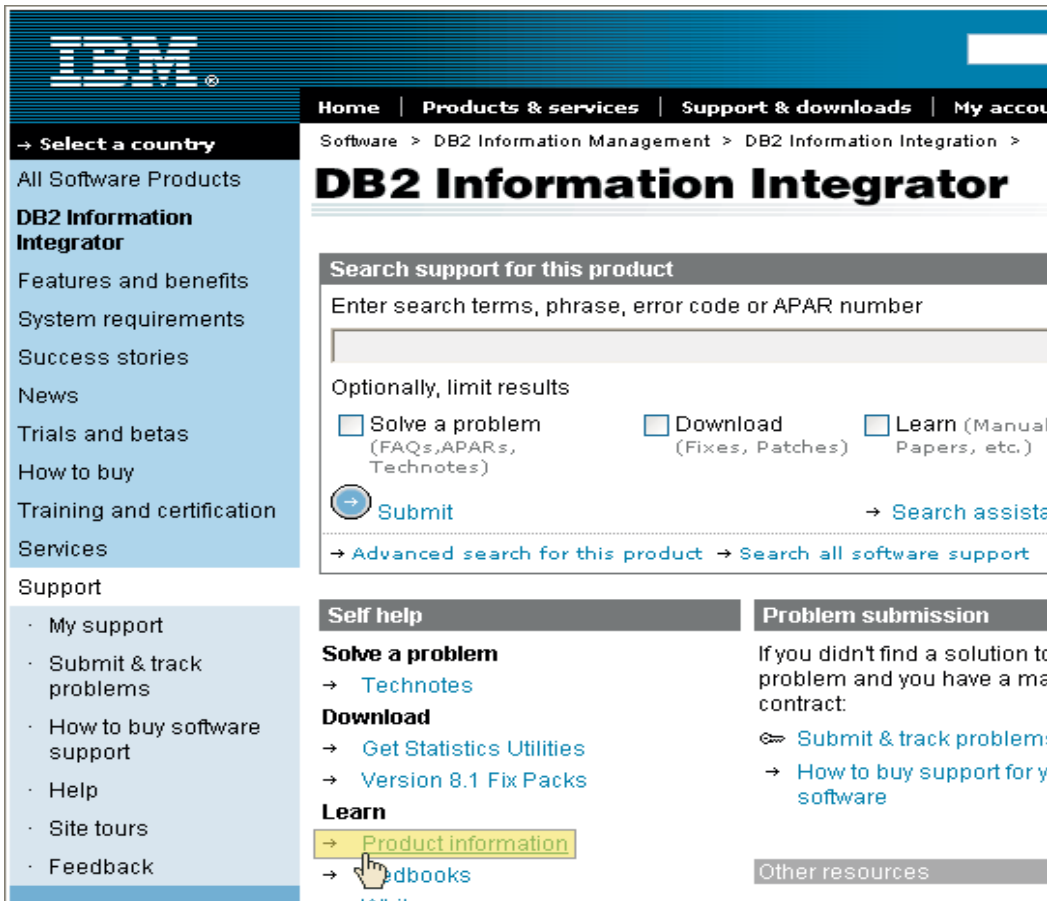 IBM®
Home | Products & services | Support & downloads | My accou
→ Select a country
Software > DB2 Information Management > DB2 Information Integration >
DB2 Information Integrator
All Software Products
DB2 Information
Integrator
Features and benefits
System requirements
Success stories
News
Trials and betas
How to buy
Training and certification
Services
Support
· My support
· Submit & track
problems
· How to buy software
support
· Help
· Site tours
· Feedback
Search support for this product
Enter search terms, phrase, error code or APAR number
Optionally, limit results
Solve a problem
(FAQs,APARs,
Technotes)
Download
(Fixes, Patches)
Learn (Manual
Papers, etc.)
Submit
→ Search assista
→ Advanced search for this product → Search all software support
Self help
Solve a problem
→ Technotes
Download
→ Get Statistics Utilities
→ Version 8.1 Fix Packs
Learn
→ Product information
→ edbooks
Problem submission
If you didn't find a solution to
problem and you have a ma
contract:
Submit & track problems
→ How to buy support for y
software
Other resources